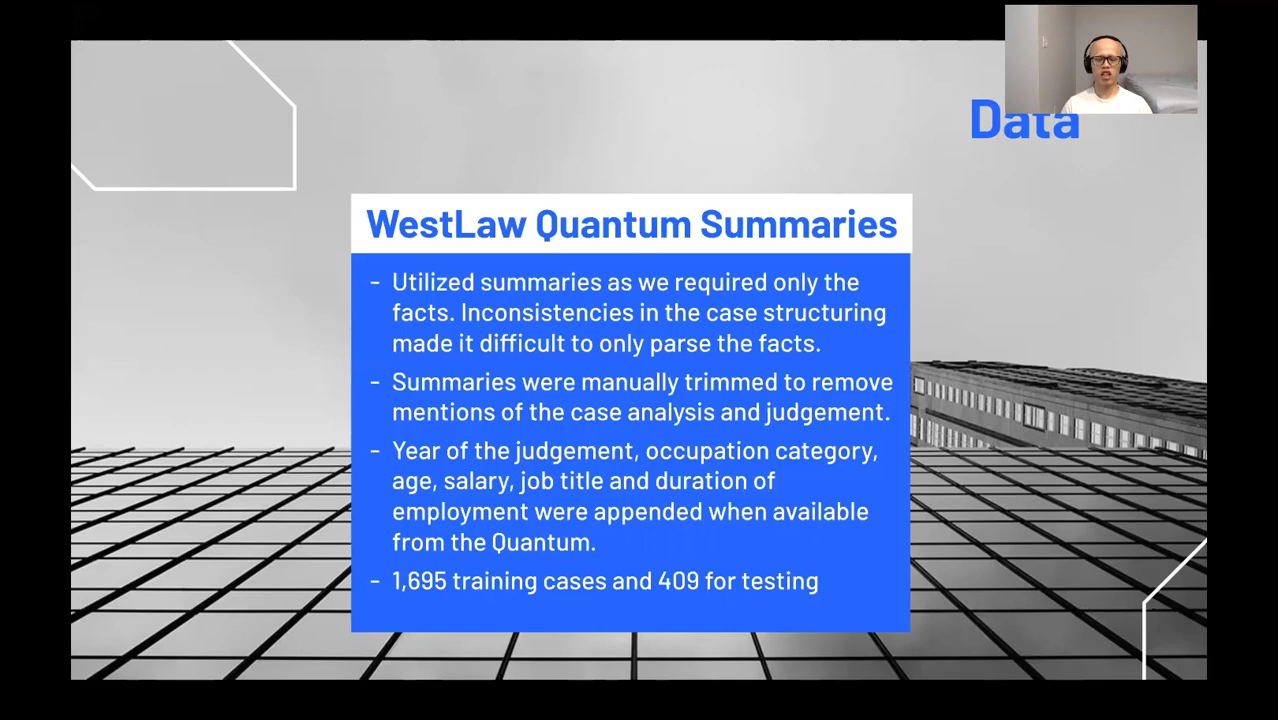 Data
WestLaw Quantum Summaries
- Utilized summaries as we required only the
facts. Inconsistencies in the case structuring
made it difficult to only parse the facts.
- Summaries were manually trimmed to remove
mentions of the case analysis and judgement.
- Year of the judgement, occupation category,
age, salary, job title and duration of
employment were appended when available
from the Quantum.
- 1,695 training cases and 409 for testing